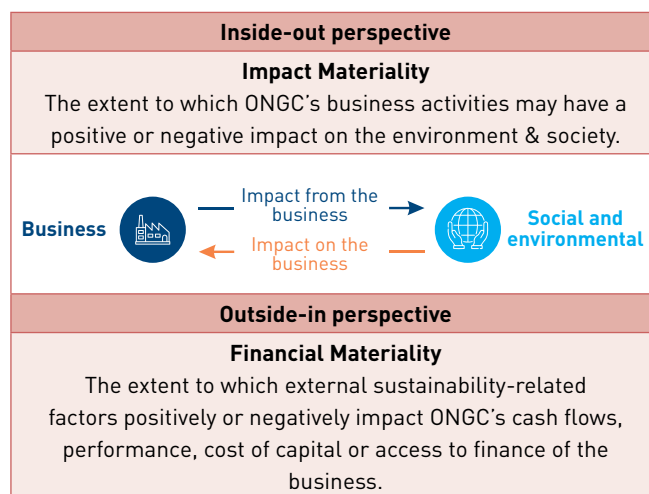 Inside-out perspective
Impact Materiality
The extent to which ONGC's business activities may have a
positive or negative impact on the environment & society.
Business
Impact from the
business
Impact on the
business
Social and
environmental
Outside-in perspective
Financial Materiality
The extent to which external sustainability-related
factors positively or negatively impact ONGC's cash flows,
performance, cost of capital or access to finance of the
business.